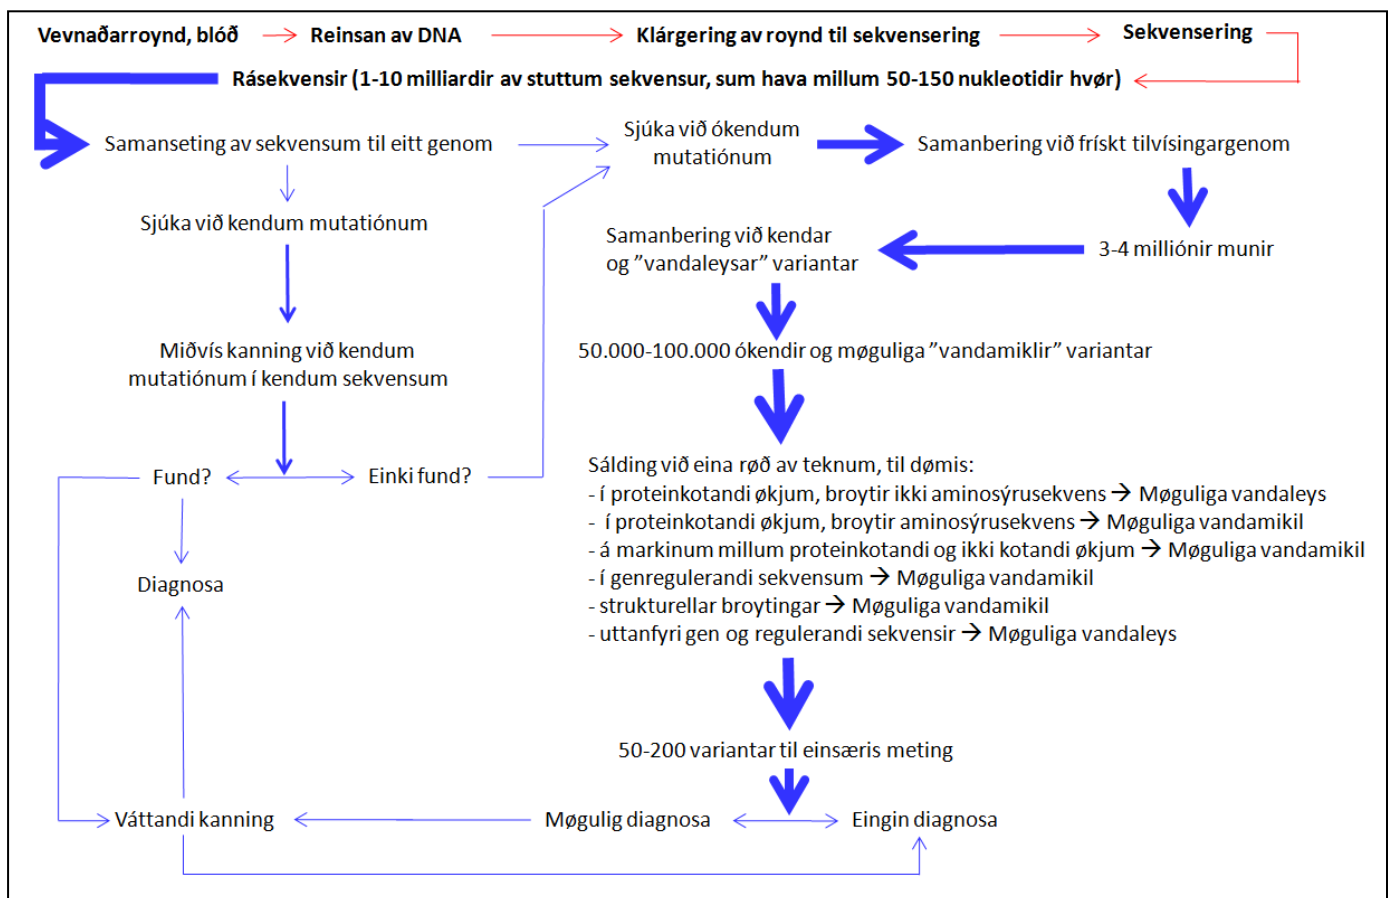 Vevnaðarroynd, blóð
Reinsan av DNA
Klárgering av roynd til sekvensering
Sekvensering
Rásekvensir (1-10 milliardir av stuttum sekvensur, sum hava millum 50-150 nukleotidir hvør)
Samanseting av sekvensum til eitt genom
Sjúka við ókendum
mutatiónum
Samanbering við frískt tilvísingargenom
Sjúka við kendum mutatiónum
Samanbering við kendar
og ”vandaleysar” variantar
3-4 milliónir munir
Miðvís kanning við kendum
mutatiónum í kendum sekvensum
50.000-100.000 ókendir og møguliga ”vandamiklir” variantar
Fund?
Einki fund?
Sálding við eina røð av teknum, til dømis:
- í proteinkotandi økjum, broytir ikki aminosýrusekvens → Møguliga vandaleys
- í proteinkotandi økjum, broytir aminosýrusekvens → Møguliga vandamikil
- á markinum millum proteinkotandi og ikki kotandi økjum → Møguliga vandamikil
- í genregulerandi sekvensum → Møguliga vandamikil
- strukturellar broytingar → Møguliga vandamikil
- uttanfyri gen og regulerandi sekvensir → Møguliga vandaleys
Diagnosa
50-200 variantar til einsæris meting
Váttandi kanning
Møgulig diagnosa
Eingin diagnosa